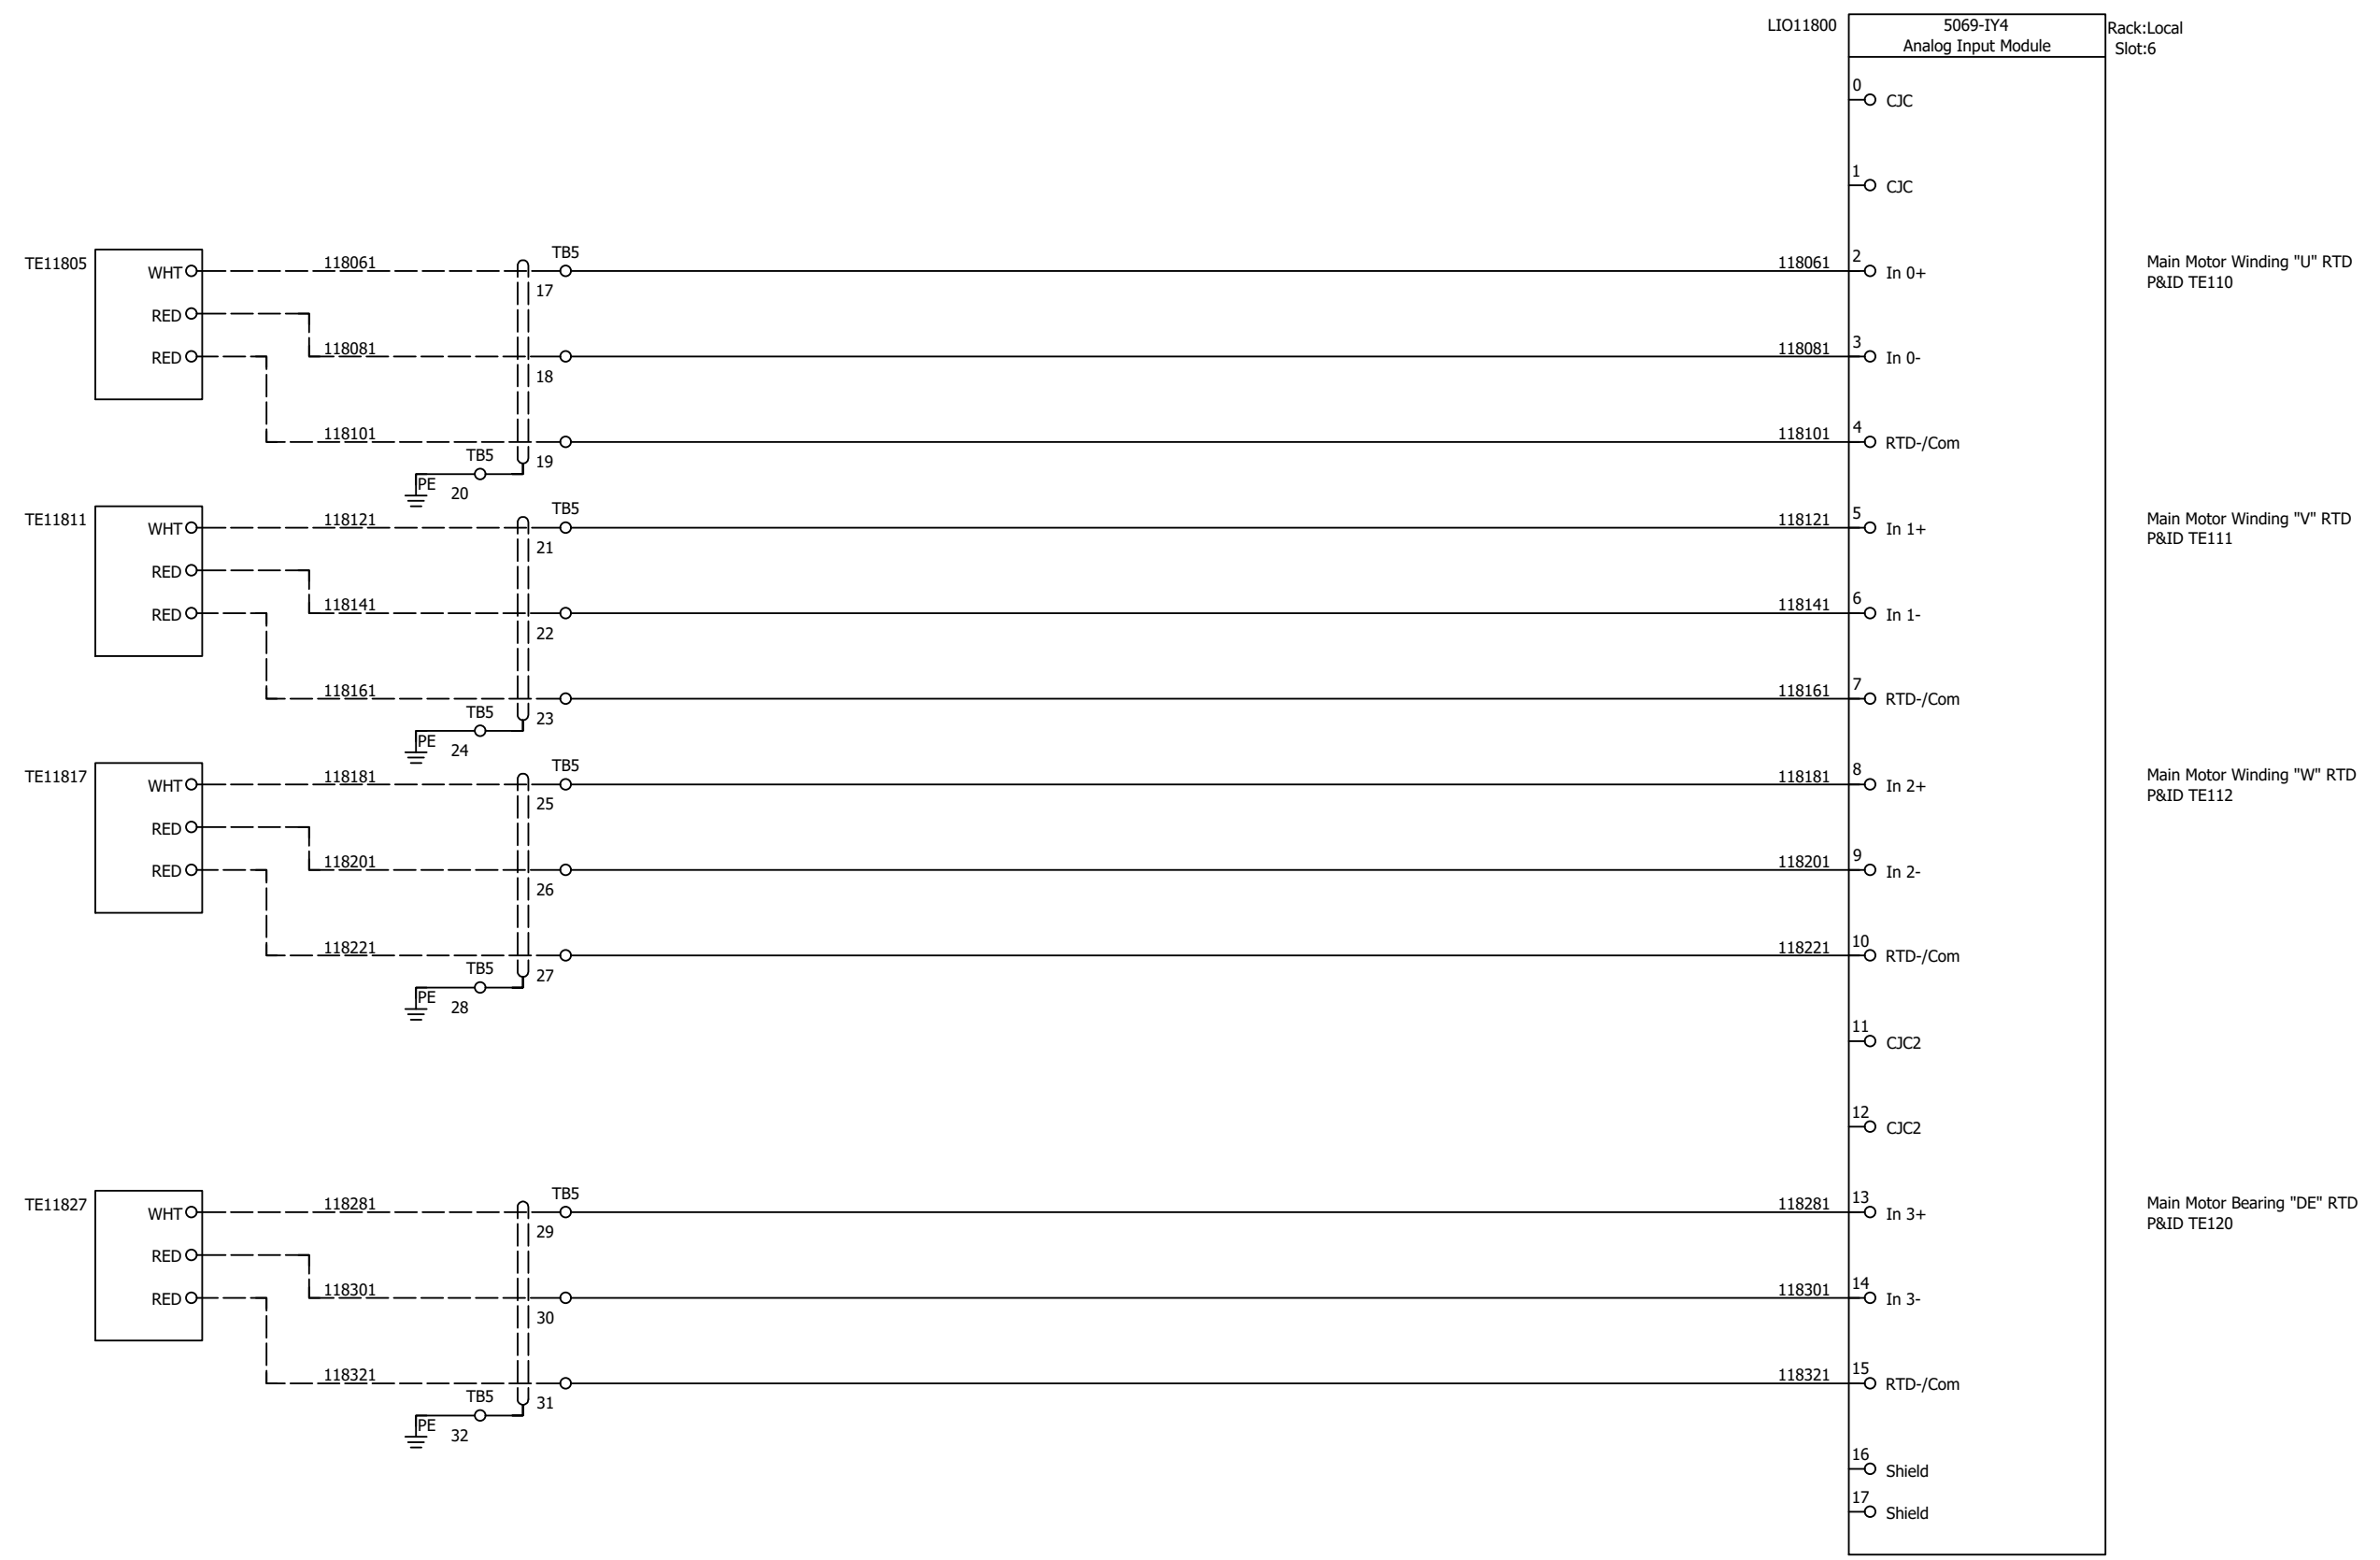 LIO11800
5069-IY4
Analog Input Module
Rack:Local
Slot:6
0
CJC
1
CJC
TE11805
WHT
118061
TB5
17
118061
2
In 0+
Main Motor Winding "U" RTD
P&ID TE110
RED
118081
18
118081
3
In 0-
RED
118101
19
118101
4
RTD-/Com
TB5
PE
20
TE11811
WHT
118121
TB5
21
118121
5
In 1+
Main Motor Winding "V" RTD
P&ID TE111
RED
118141
22
118141
6
In 1-
RED
118161
23
118161
7
RTD-/Com
TB5
PE
24
TE11817
WHT
118181
TB5
25
118181
8
In 2+
Main Motor Winding "W" RTD
P&ID TE112
RED
118201
26
118201
9
In 2-
RED
118221
27
118221
10
RTD-/Com
TB5
PE
28
11
CJC2
12
CJC2
TE11827
WHT
118281
TB5
29
118281
13
In 3+
Main Motor Bearing "DE" RTD
P&ID TE120
RED
118301
30
118301
14
In 3-
RED
118321
31
118321
15
RTD-/Com
TB5
PE
32
16
Shield
17
Shield